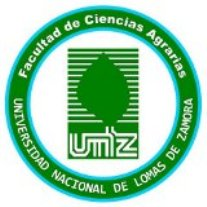 Facultad de Ciencias Agrarias
UNLZ
UNIVERSIDAD NACIONAL DE LOMAS DE ZAMORA